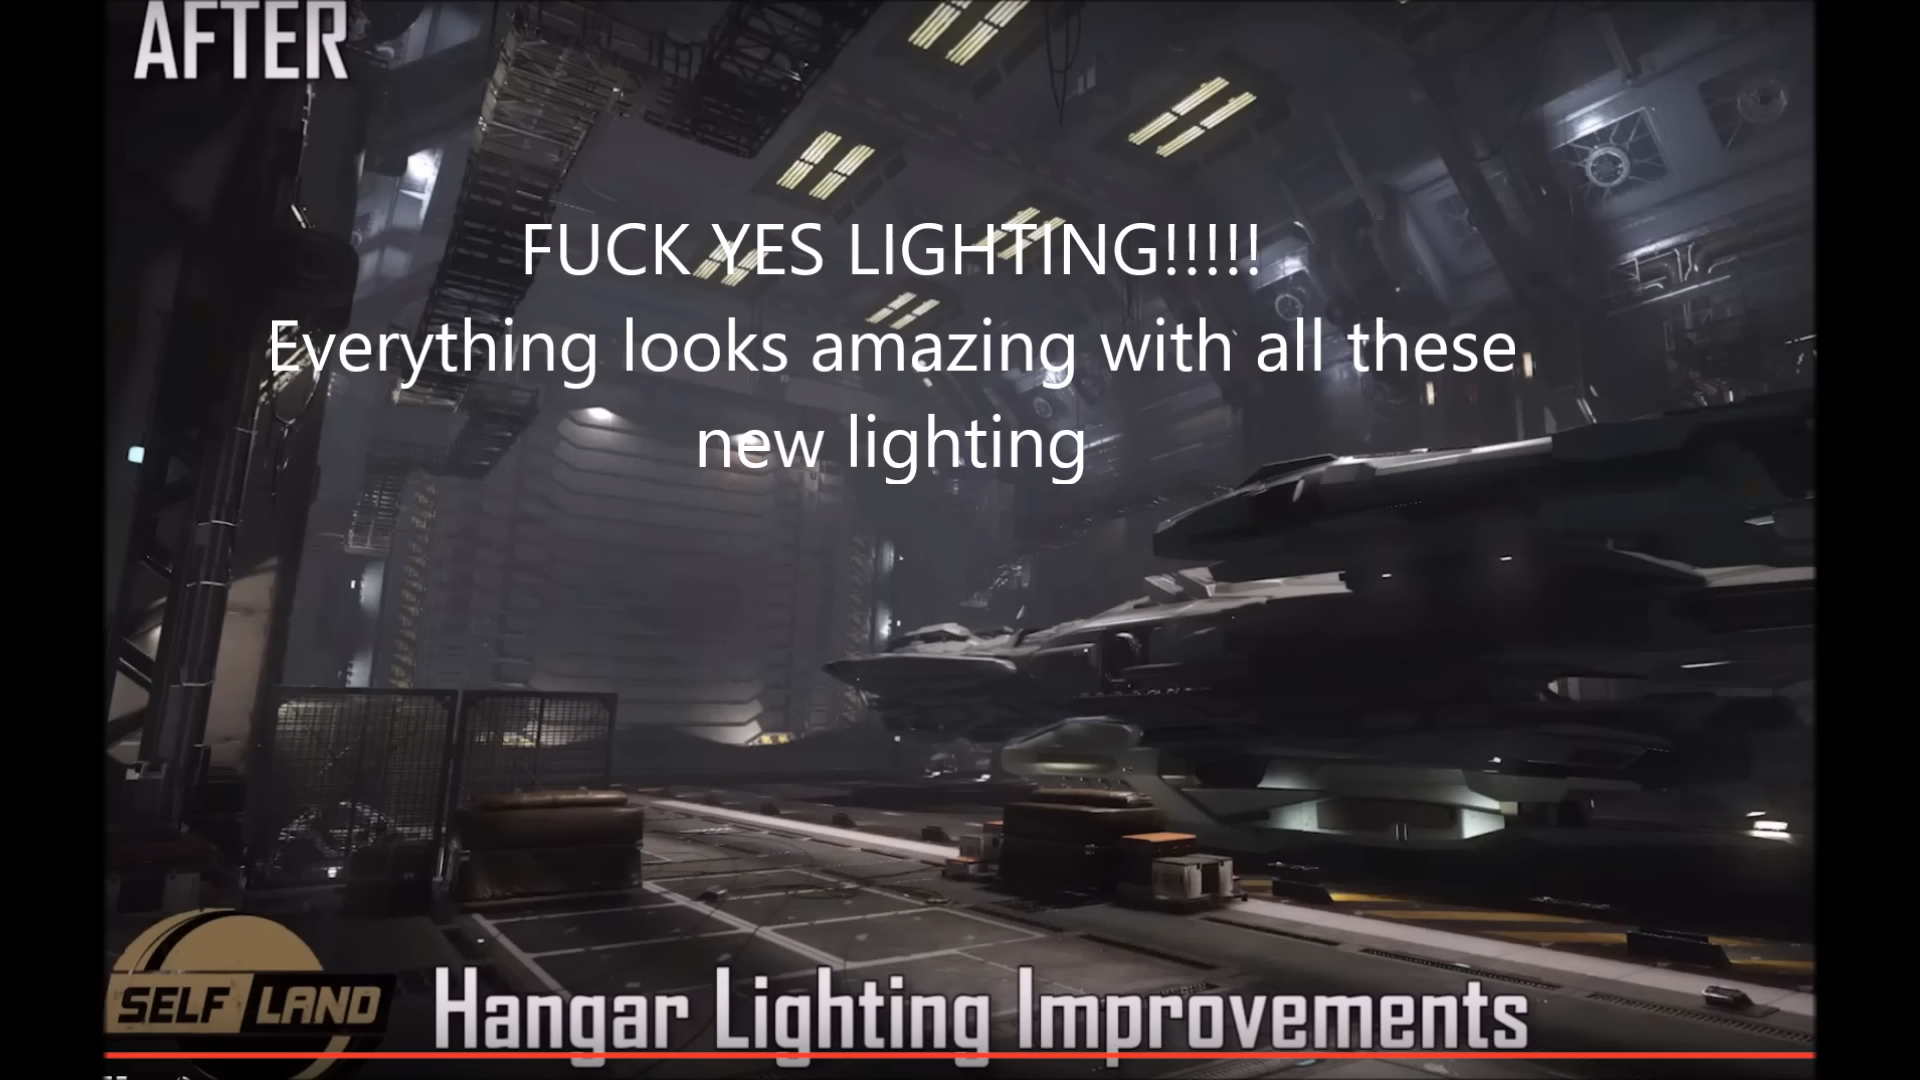 AFTER
FUCK YES LIGHTING!!!!!
Everything looks amazing with all these
new lighting
SELF LAND
Hangar Lighting Improvements